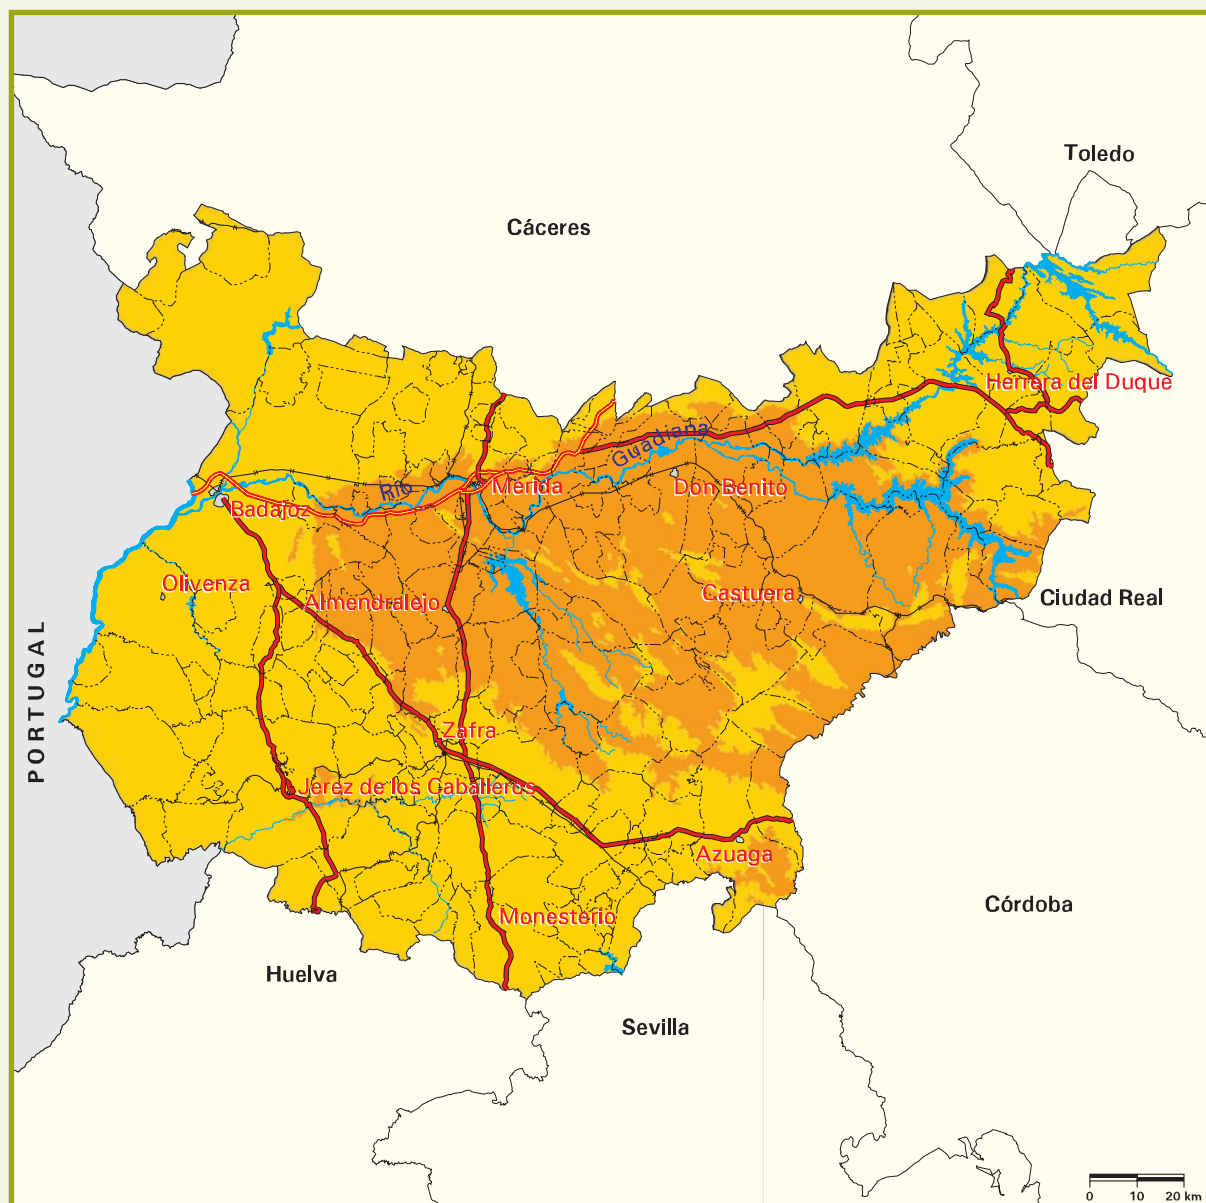 Toledo
Cáceres
Herrera del Duque
Guadiana
Río
Mérida
Don Benito
Badajoz
Olivenza
Almendralejo
Castuera
Ciudad Real
PORTUGAL
Zafra
Jerez de los Caballeros
Azuaga
Córdoba
Monesterio
Huelva
Sevilla
0 10 20 km